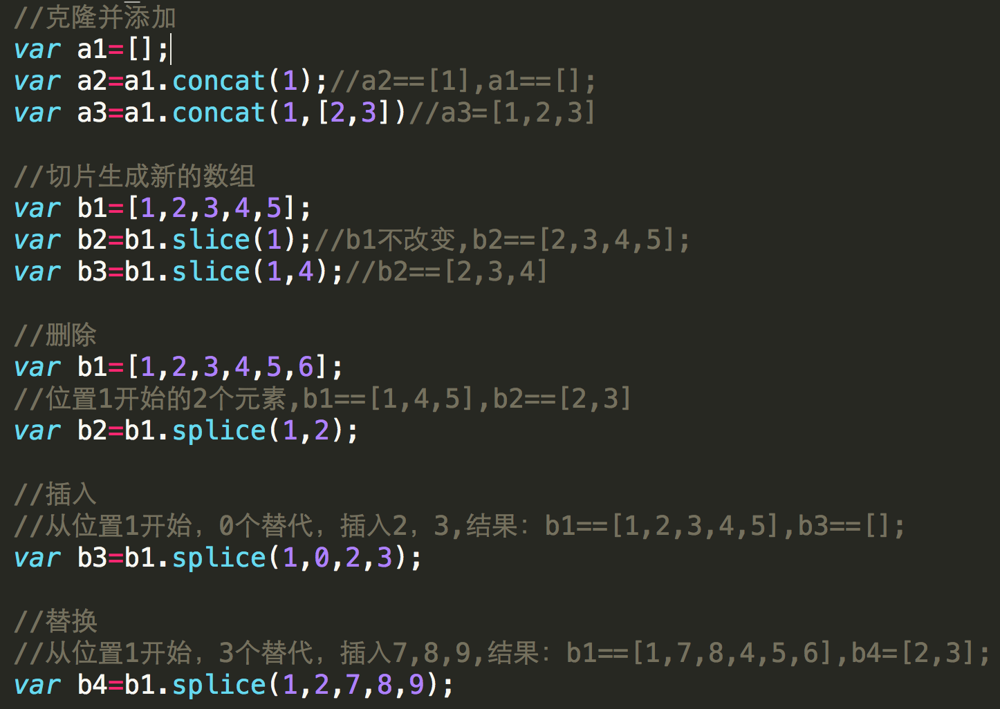 //克隆并添加
var a1=[];
var a2=a1.concat(1);//a2==[1],a1==[];
var a3=a1.concat(1,[2,3])//a3=[1,2,3]
//切片生成新的数组
var b1=[1,2,3,4,5];
var b2=b1.slice(1);//b1不改变,b2==[2,3,4,5];
var b3=b1.slice(1,4);//b2==[2,3,4]
//删除
var b1=[1,2,3,4,5,6];
//位置1开始的2个元素,b1==[1,4,5],b2==[2,3]
var b2=b1.splice(1,2);
//插入
//从位置1开始，0个替代，插入2，3,结果：b1==[1,2,3,4,5],b3==[];
var b3=b1.splice(1,0,2,3);
//替换
//从位置1开始，3个替代，插入7,8,9,结果：b1==[1,7,8,4,5,6],b4=[2,3];
var b4=b1.splice(1,2,7,8,9);